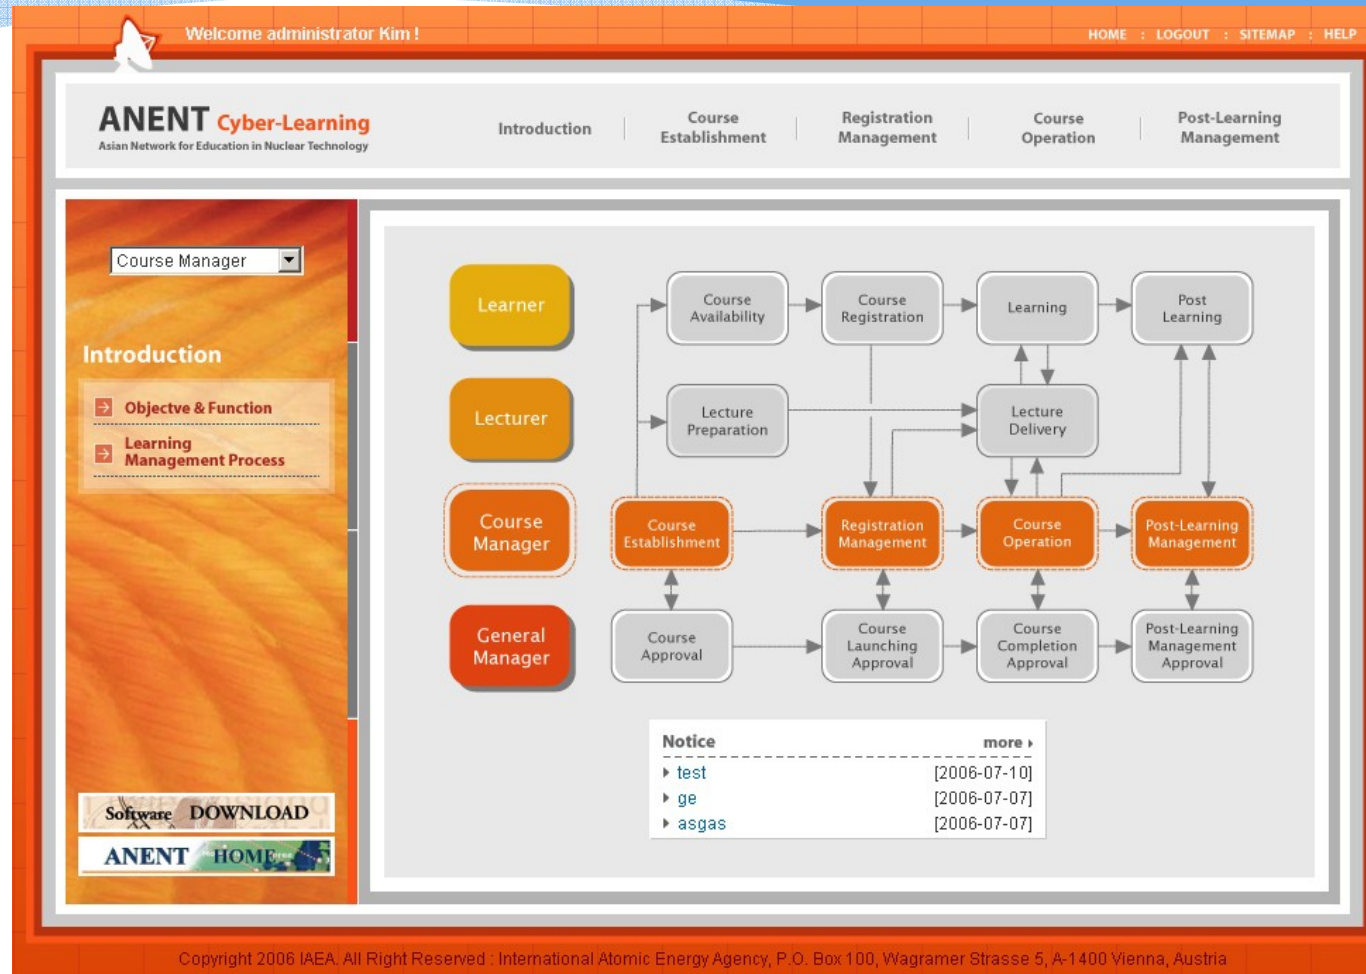 Welcome administrator Kim !
HOME : LOGOUT : SITEMAP : HELP
ANENT Cyber-Learning
Asian Network for Education in Nuclear Technology
Introduction
Course
Establishment
Registration
Management
Course
Operation
Post-Learning
Management
Course Manager
Introduction
Objectve & Function
Learning
Management Process
Software DOWNLOAD
ANENT HOME
Learner
Course
Availability
Course
Registration
Learning
Post
Learning
Lecturer
Lecture
Preparation
Lecture
Delivery
Course
Manager
Course
Establishment
Registration
Management
Course
Operation
Post-Learning
Management
General
Manager
Course
Approval
Course
Launching
Approval
Course
Completion
Approval
Post-Learning
Management
Approval
Notice more
test [2006-07-10]
ge [2006-07-07]
asgas [2006-07-07]
Copyright 2006 IAEA. All Right Reserved : International Atomic Energy Agency, P.O. Box 100, Wagramer Strasse 5, A-1400 Vienna, Austria